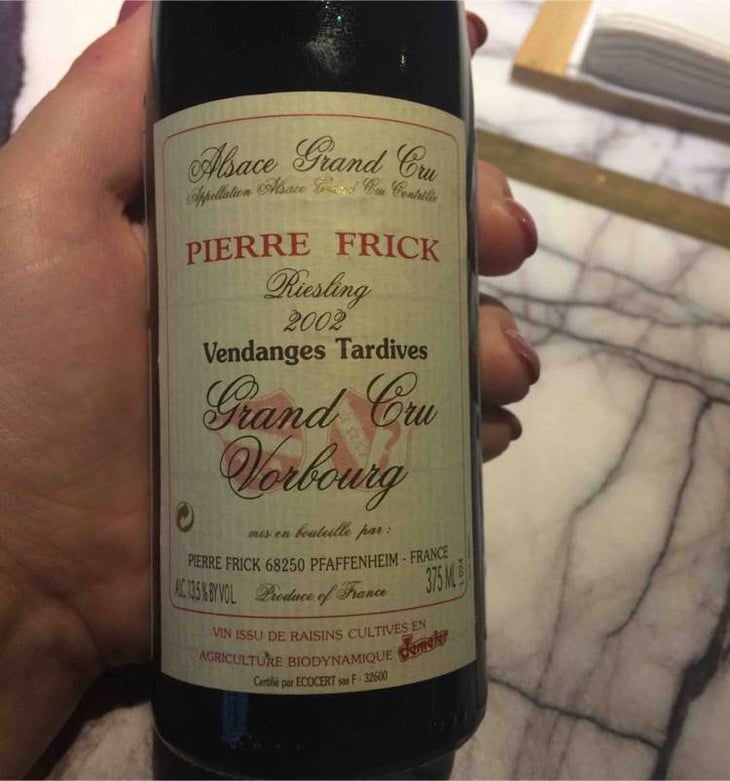 Alsace Grand Cru
Appellation Alsace Grand Cru Contrôlée
PIERRE FRICK
Riesling
2002
Vendanges Tardives
Grand Cru
Vorbourg
mis en bouteille par :
PIERRE FRICK 68250 PFAFFENHEIM - FRANCE
ALC. 13,5 % BY VOL
Produce of France
375 ML
VIN ISSU DE RAISINS CULTIVÉS EN
AGRICULTURE BIODYNAMIQUE Demeter
Certifié par ECOCERT sas F - 32600